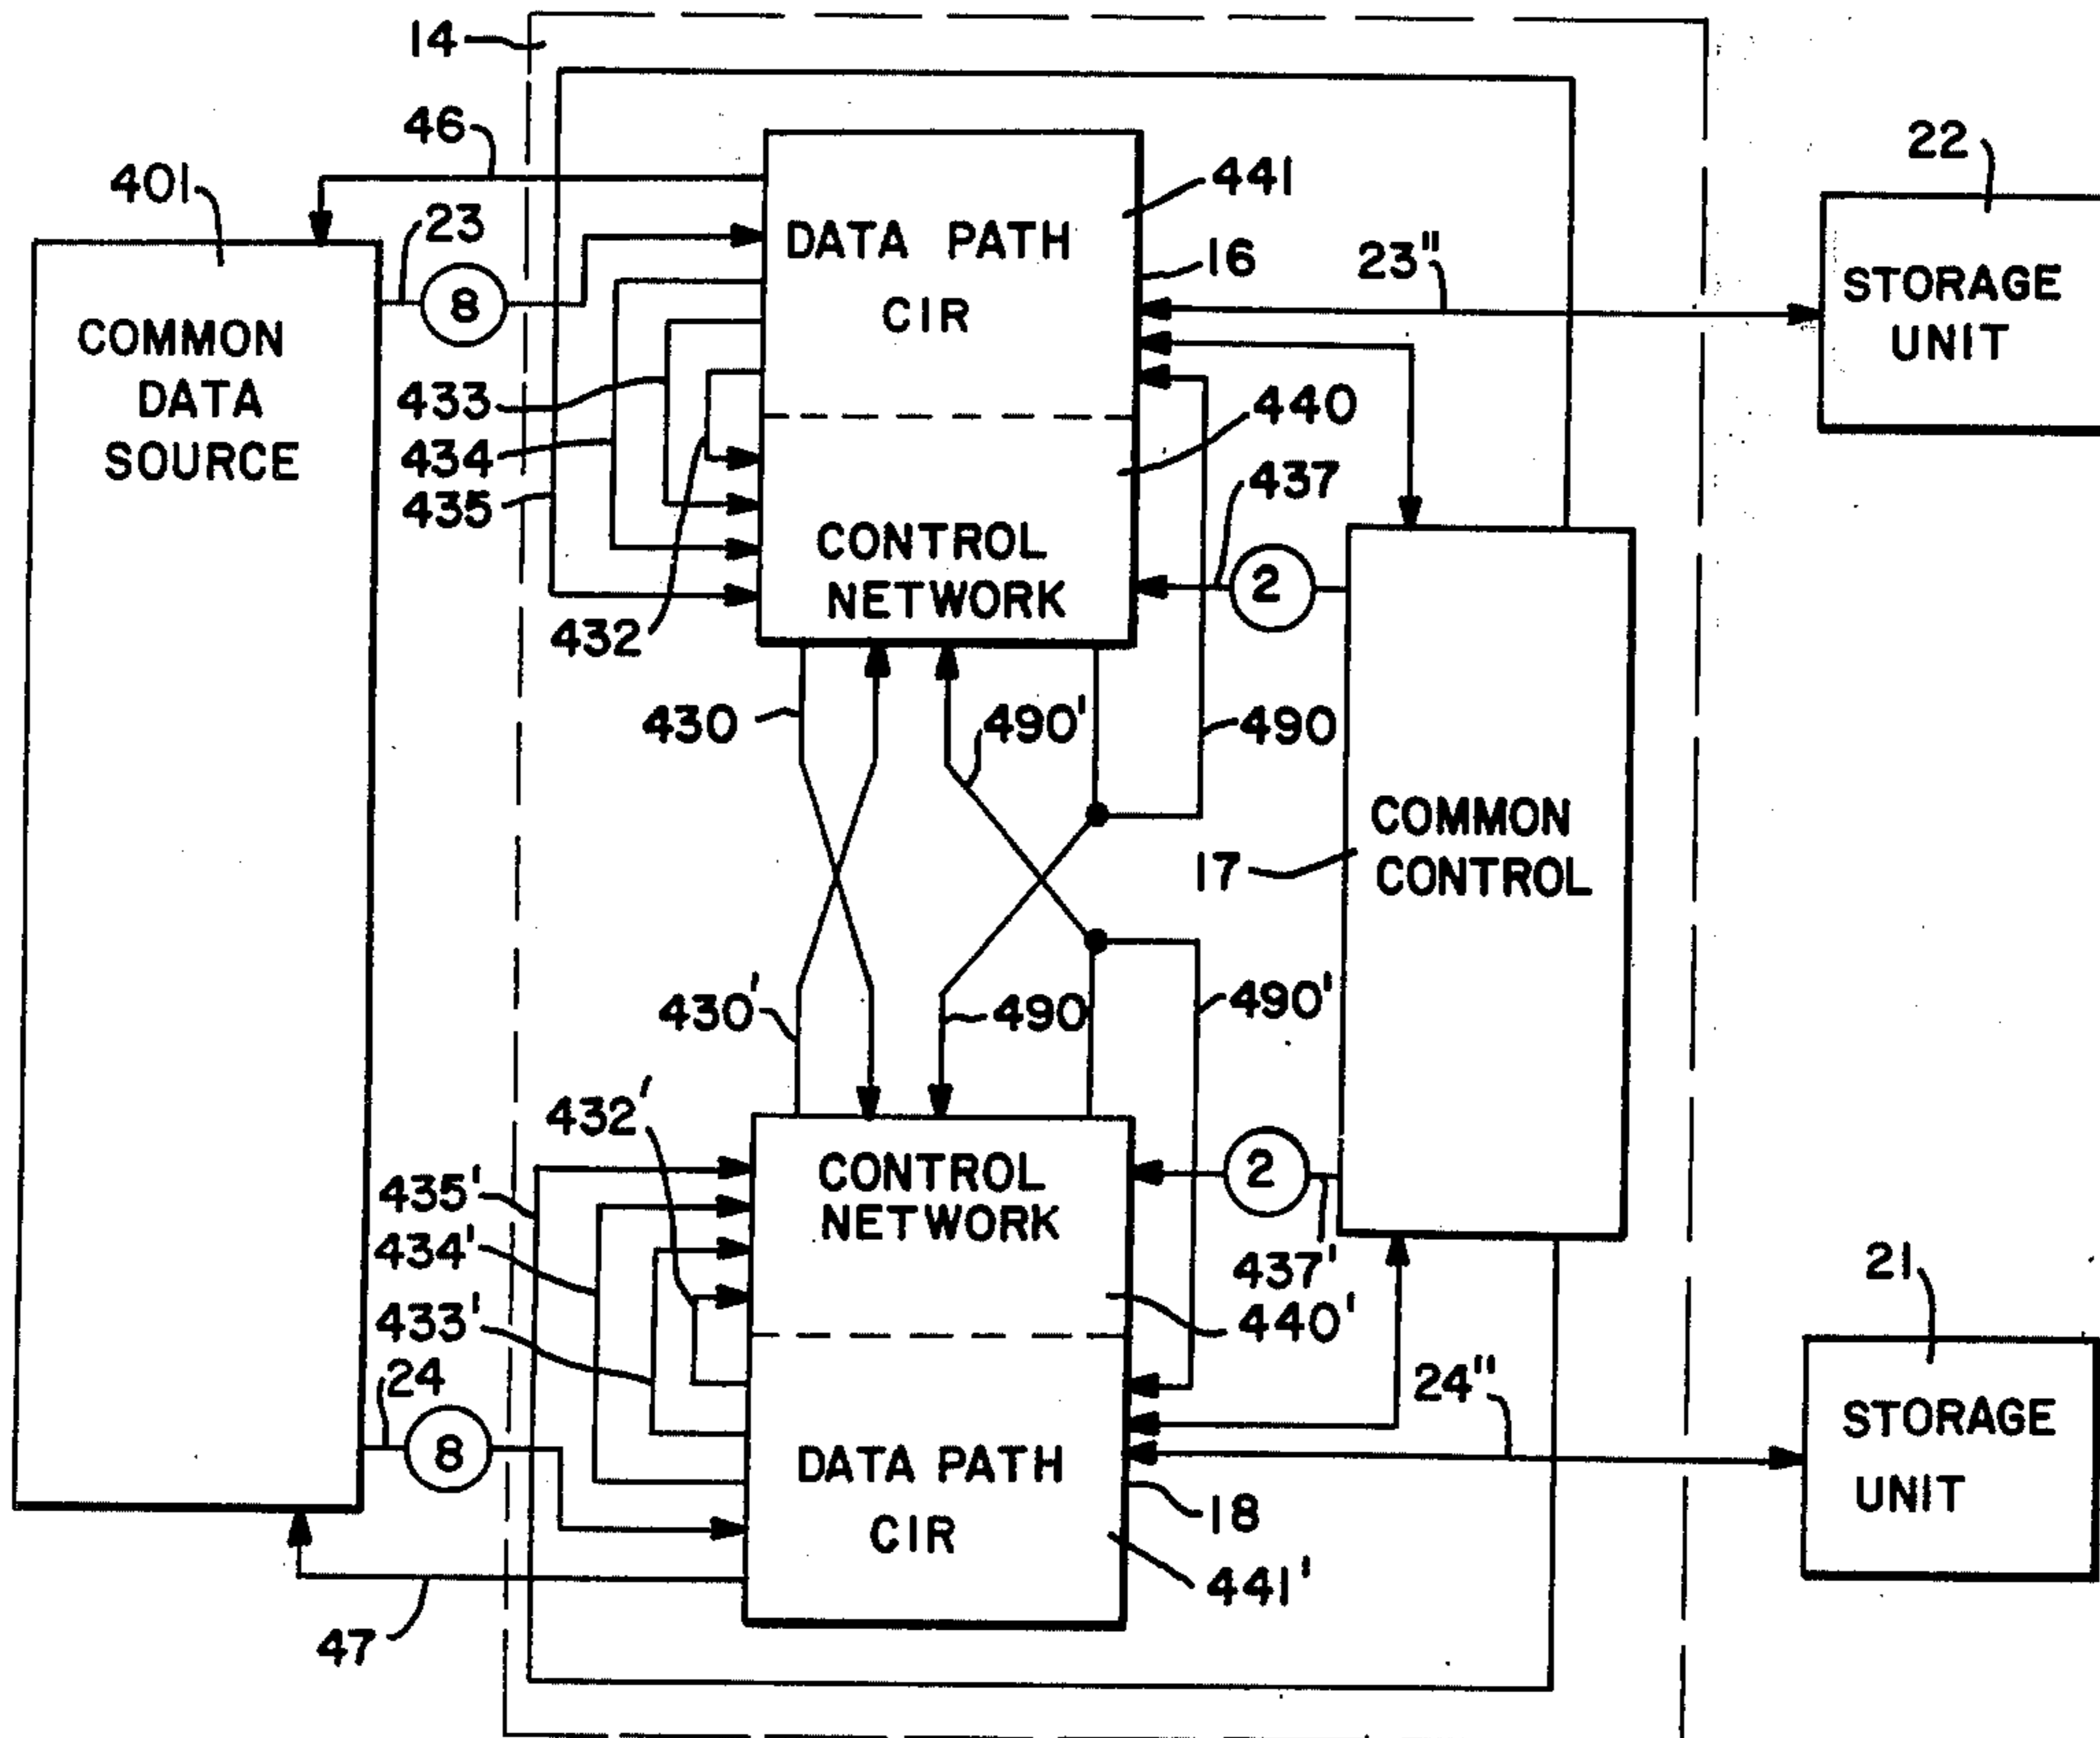 14
46
401
23
8
COMMON
DATA
SOURCE
DATA PATH
CIR
441
16
23"
22
STORAGE
UNIT
433
434
435
432
440
437
2
CONTROL
NETWORK
430
490'
490
COMMON
CONTROL
17
430'
490
490'
432'
435'
434'
433'
24
8
CONTROL
NETWORK
2
437'
440'
DATA PATH
CIR
24"
18
441'
21
STORAGE
UNIT
47